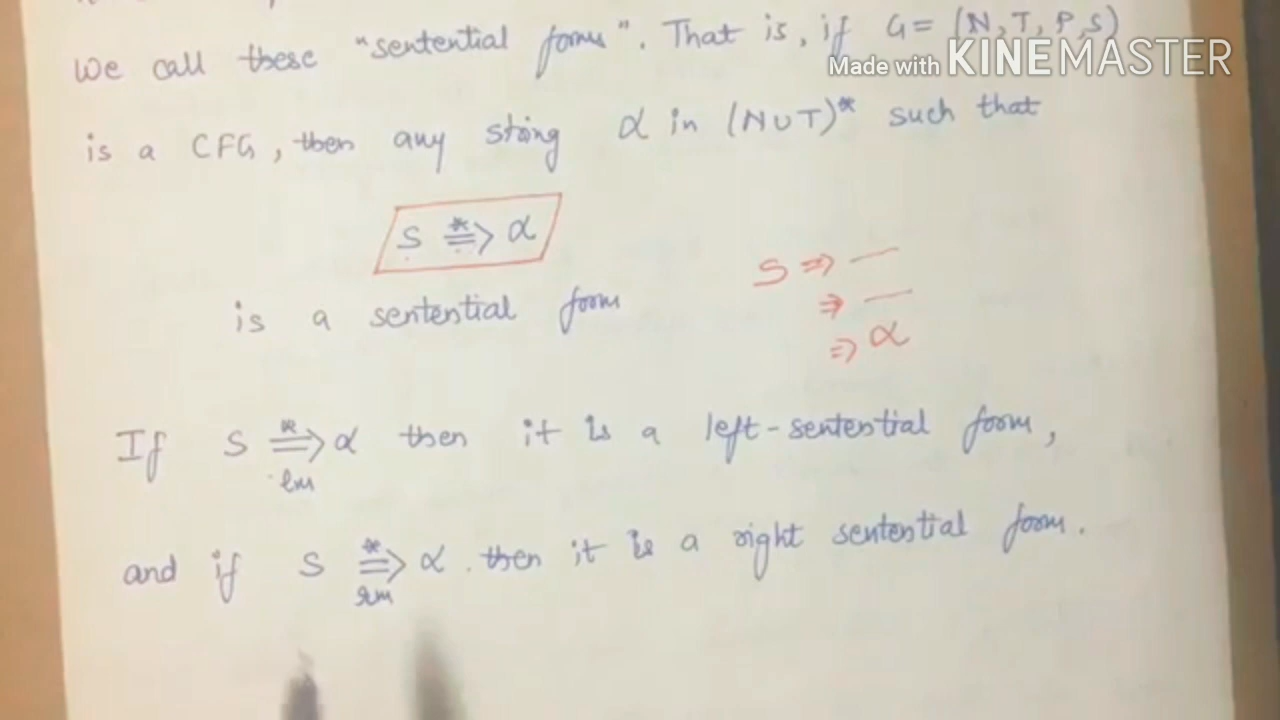 We call these "sentential forms". That is, if G = (N, T, P, S)
Made with KINEMASTER
is a CFG, then any string α in (N∪T)* such that
S *⇒ α
is a sentential form
S ⇒ —
⇒ —
⇒ α
If S *⇒ α then it is a left-sentential form,
lm
and if S *⇒ α . then it is a right sentential form.
rm